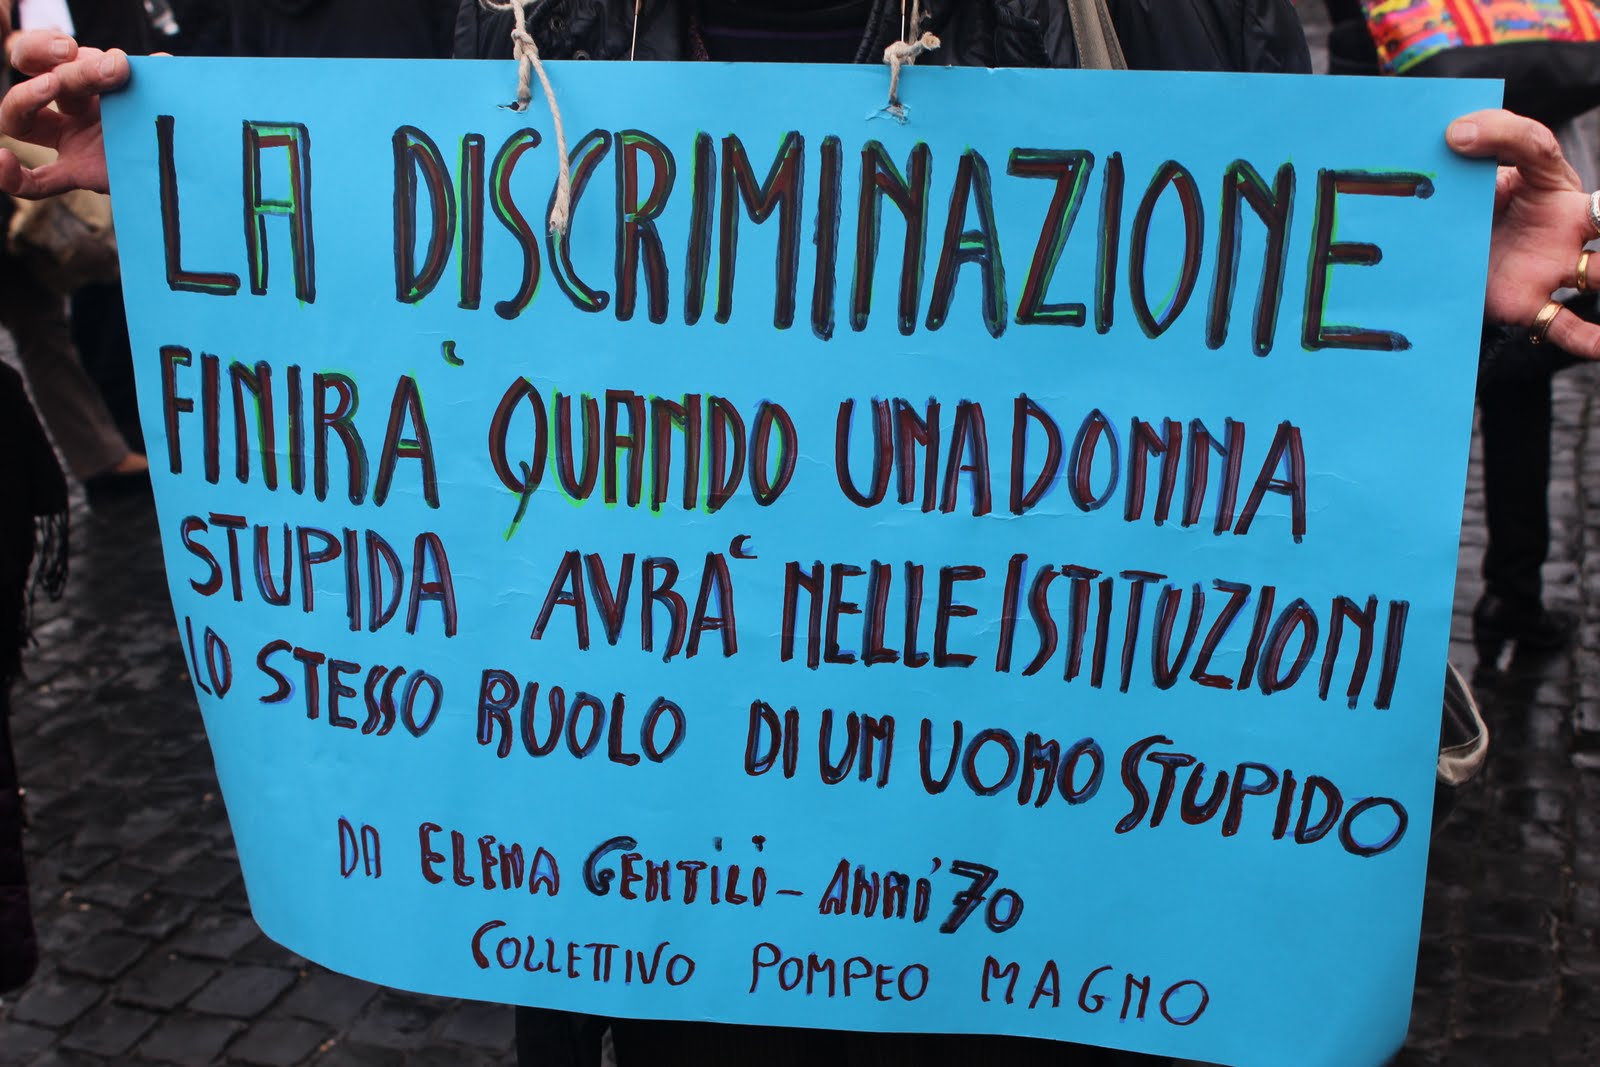 LA DISCRIMINAZIONE
FINIRÀ QUANDO UNA DONNA
STUPIDA AVRÀ NELLE ISTITUZIONI
LO STESSO RUOLO DI UN UOMO STUPIDO
DA ELENA GENTILI - ANNI '70
COLLETTIVO POMPEO MAGNO